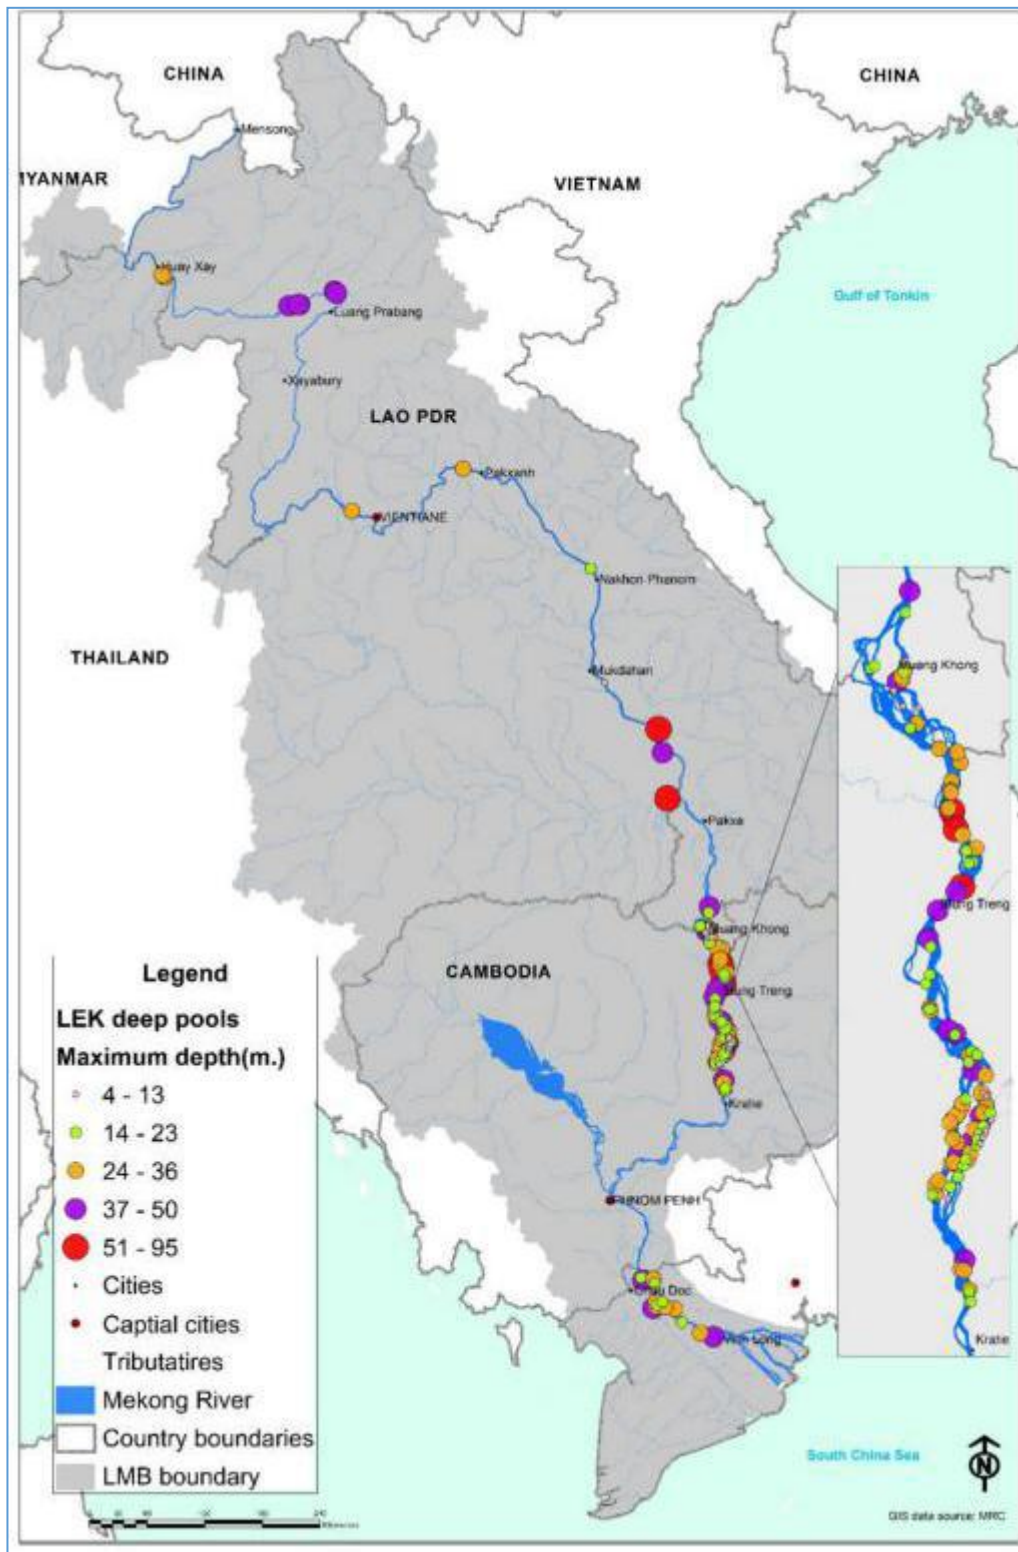 CHINA
CHINA
Mensong
MYANMAR
VIETNAM
Huay Xay
Gulf of Tonkin
Luang Prabang
Xayabury
LAO PDR
Pakxanh
VIENTIANE
Nakhon Phanom
THAILAND
Mukdahan
Muang Khong
Pakxe
Muang Khong
Stung Treng
Legend
CAMBODIA
Stung Treng
LEK deep pools
Maximum depth(m.)
4 - 13
Kratie
14 - 23
24 - 36
PHNOM PENH
37 - 50
51 - 95
Chau Doc
Cities
Captial cities
Vinh Long
Kratie
Tributatires
Mekong River
Country boundaries
South China Sea
LMB boundary
N
GIS data source: MRC